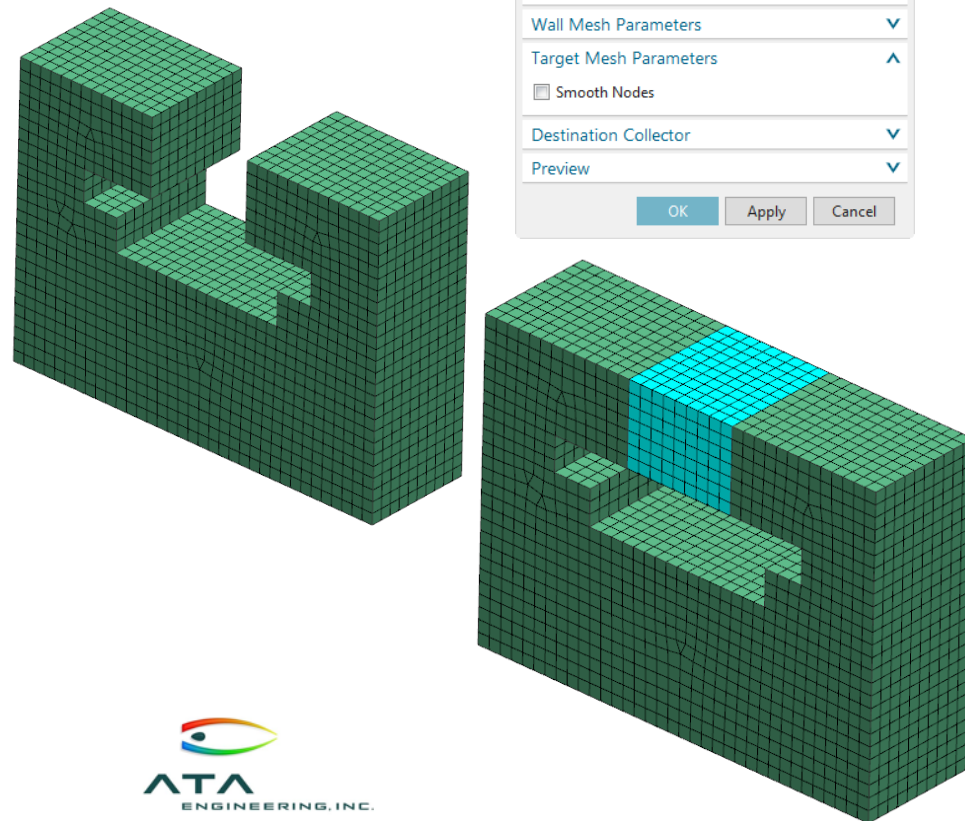 Wall Mesh Parameters
Target Mesh Parameters
Smooth Nodes
Destination Collector
Preview
OK Apply Cancel
ATA
ENGINEERING, INC.